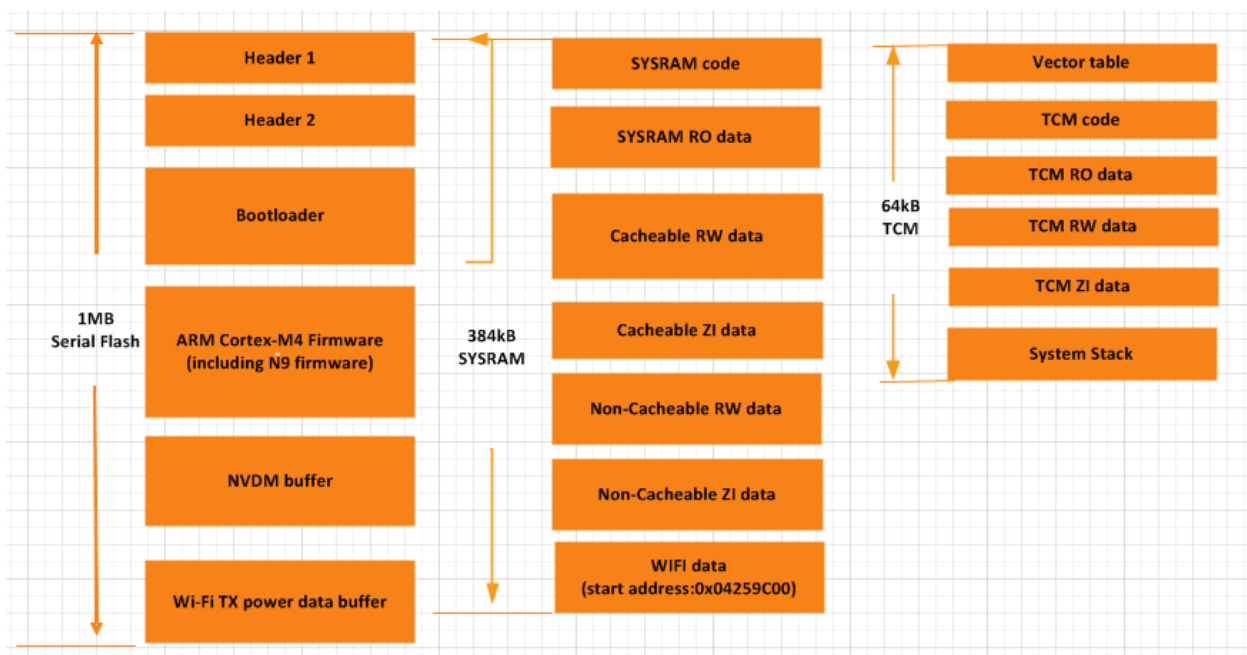 Header 1
Header 2
Bootloader
1MB
Serial Flash
ARM Cortex-M4 Firmware
(including N9 firmware)
NVDM buffer
Wi-Fi TX power data buffer
SYSRAM code
SYSRAM RO data
Cacheable RW data
384kB
SYSRAM
Cacheable ZI data
Non-Cacheable RW data
Non-Cacheable ZI data
WIFI data
(start address:0x04259C00)
Vector table
TCM code
TCM RO data
64kB
TCM
TCM RW data
TCM ZI data
System Stack